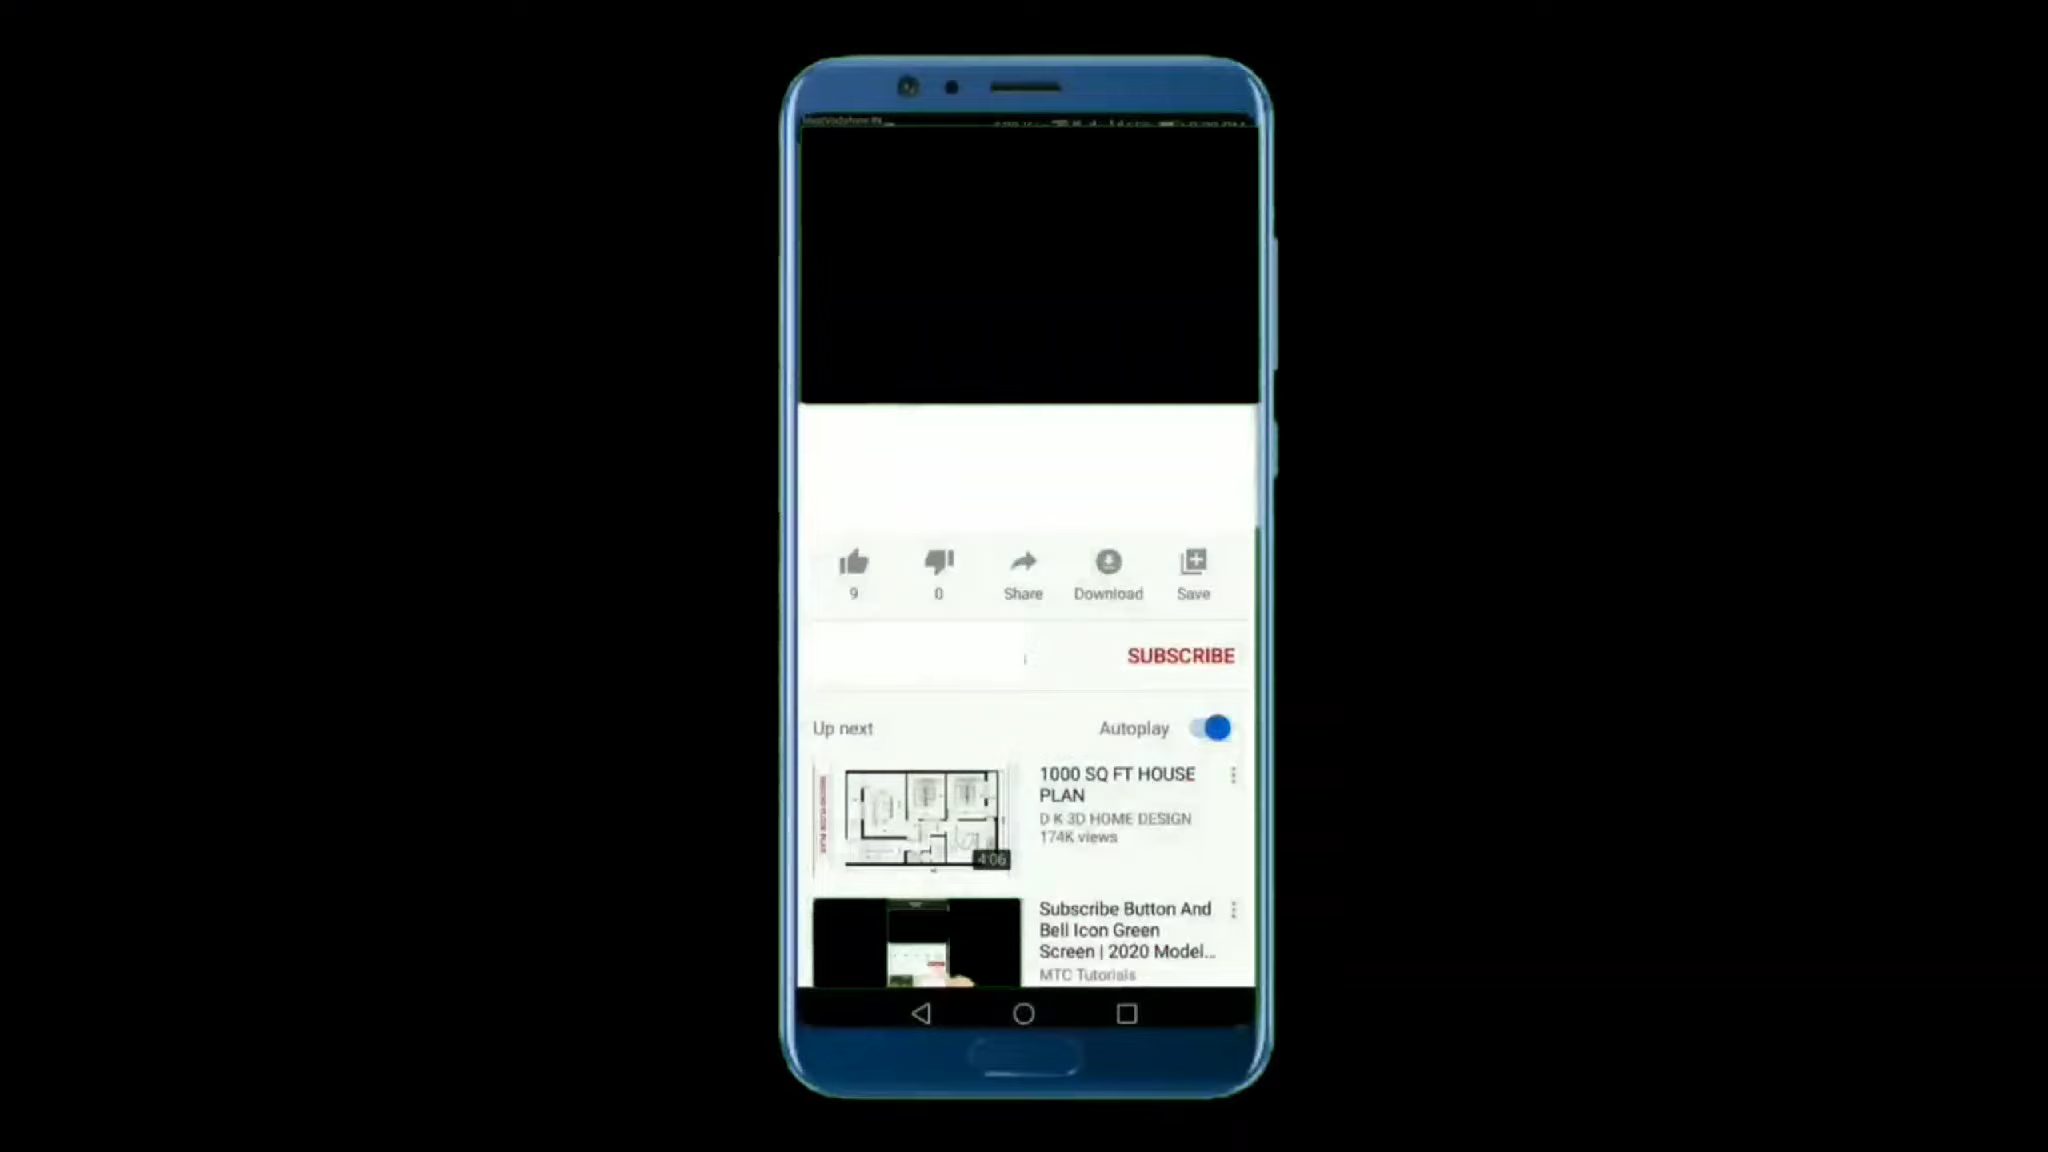 9
0
Share
Download
Save
SUBSCRIBE
Up next
Autoplay
1000 SQ FT HOUSE
PLAN
D K 3D HOME DESIGN
174K views
4:06
Subscribe Button And
Bell Icon Green
Screen | 2020 Model...
MTC Tutorials